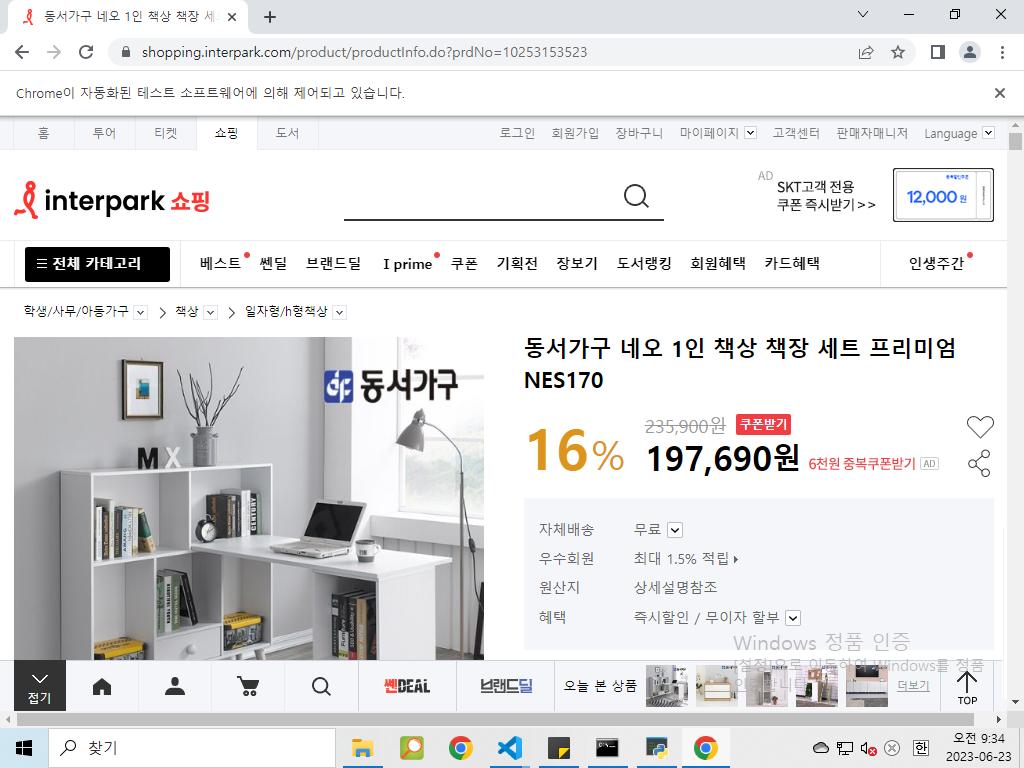 동서가구 네오 1인 책상 책장 세
shopping.interpark.com/product/productInfo.do?prdNo=10253153523
Chrome이 자동화된 테스트 소프트웨어에 의해 제어되고 있습니다.
홈 투어 티켓 쇼핑 도서 로그인 회원가입 장바구니 마이페이지 고객센터 판매자매니저 Language
interpark 쇼핑
AD SKT고객 전용
쿠폰 즉시받기 >>
12,000 원
전체 카테고리 베스트 쎈딜 브랜드딜 I prime 쿠폰 기획전 장보기 도서랭킹 회원혜택 카드혜택 인생주간
학생/사무/아동가구 > 책상 > 일자형/h형책상
동서가구
MX
동서가구 네오 1인 책상 책장 세트 프리미엄
NES170
16% 235,900원 쿠폰받기
197,690원 6천원 중복쿠폰받기 AD
자체배송 무료
우수회원 최대 1.5% 적립
원산지 상세설명참조
혜택 즉시할인 / 무이자 할부
Windows 정품 인증
[설정]으로 이동하여 Windows를 정품
접기 쎈DEAL 브랜드딜 오늘 본 상품 더보기 TOP
찾기
한
오전 9:34
2023-06-23